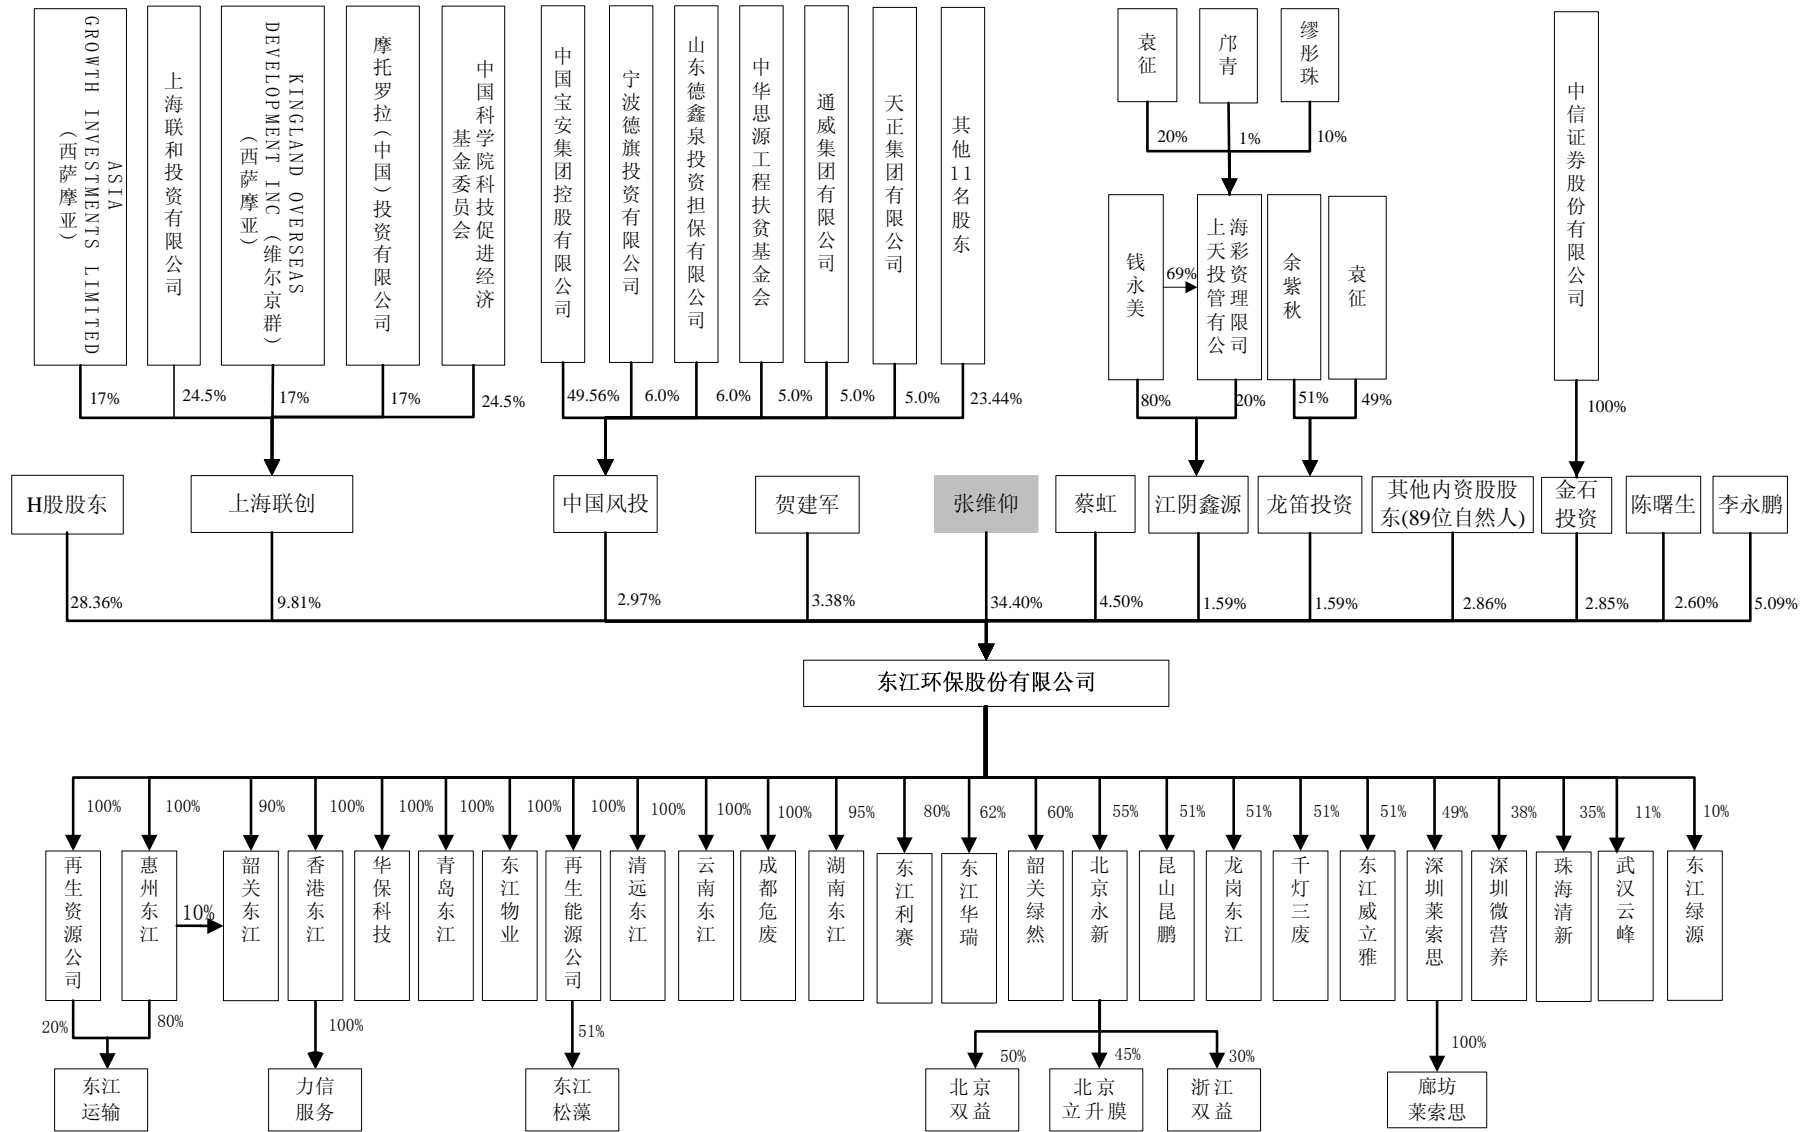 ASIA
GROWTH INVESTMENTS LIMITED
（西萨摩亚）
上海联和投资有限公司
KINGLAND OVERSEAS
DEVELOPMENT INC（维尔京群）
（西萨摩亚）
摩托罗拉（中国）投资有限公司
中国科学院科技促进经济
基金委员会
中国宝安集团控股有限公司
宁波德旗投资有限公司
山东德鑫泉投资担保有限公司
中华思源工程扶贫基金会
通威集团有限公司
天正集团有限公司
其他11名股东
袁征
邝青
缪彤珠
中信证券股份有限公司
20%
1%
10%
钱永美
69%
上海
天彩
投资
管理
有限
公司
余紫秋
袁征
17%
24.5%
17%
17%
24.5%
49.56%
6.0%
6.0%
5.0%
5.0%
5.0%
23.44%
80%
20%
51%
49%
100%
H股股东
上海联创
中国风投
贺建军
张维仰
蔡虹
江阴鑫源
龙笛投资
其他内资股股
东(89位自然人)
金石
投资
陈曙生
李永鹏
28.36%
9.81%
2.97%
3.38%
34.40%
4.50%
1.59%
1.59%
2.86%
2.85%
2.60%
5.09%
东江环保股份有限公司
100%
100%
90%
100%
100%
100%
100%
100%
100%
100%
100%
95%
80%
62%
60%
55%
51%
51%
51%
51%
49%
38%
35%
11%
10%
再生资源公司
惠州东江
10%
韶关东江
香港东江
华保科技
青岛东江
东江物业
再生能源公司
清远东江
云南东江
成都危废
湖南东江
东江利赛
东江华瑞
韶关绿然
北京永新
昆山昆鹏
龙岗东江
千灯三废
东江威立雅
深圳莱索思
深圳微营养
珠海清新
武汉云峰
东江绿源
20%
80%
100%
51%
50%
45%
30%
100%
东江
运输
力信
服务
东江
松藻
北京
双益
北京
立升膜
浙江
双益
廊坊
莱索思